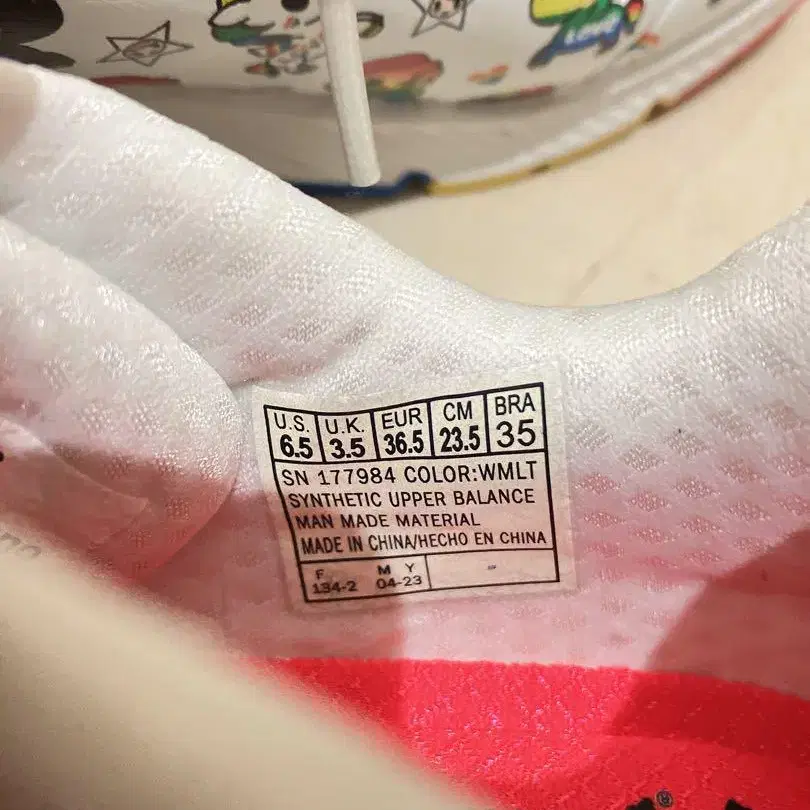 LOVE
U.S. U.K. EUR CM BRA
6.5 3.5 36.5 23.5 35
SN 177984 COLOR:WMLT
SYNTHETIC UPPER BALANCE
MAN MADE MATERIAL
MADE IN CHINA/HECHO EN CHINA
F M Y
134-2 04-23
®